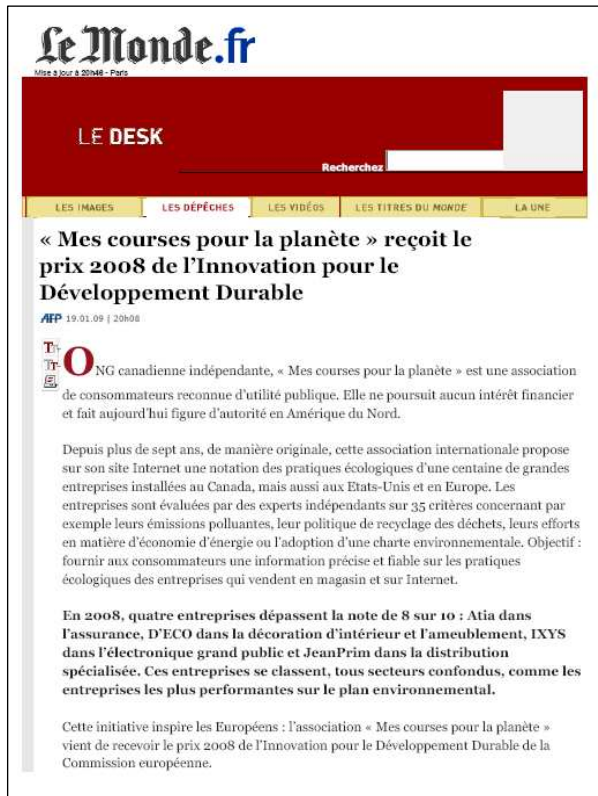 Le Monde.fr
Mise à jour à 20h46 - Paris
LE DESK
Recherchez
LES IMAGES LES DÉPÊCHES LES VIDÉOS LES TITRES DU MONDE LA UNE
« Mes courses pour la planète » reçoit le
prix 2008 de l’Innovation pour le
Développement Durable
AFP 19.01.09 | 20h08
ONG canadienne indépendante, « Mes courses pour la planète » est une association
de consommateurs reconnue d’utilité publique. Elle ne poursuit aucun intérêt financier
et fait aujourd’hui figure d’autorité en Amérique du Nord.
Depuis plus de sept ans, de manière originale, cette association internationale propose
sur son site Internet une notation des pratiques écologiques d’une centaine de grandes
entreprises installées au Canada, mais aussi aux Etats-Unis et en Europe. Les
entreprises sont évaluées par des experts indépendants sur 35 critères concernant par
exemple leurs émissions polluantes, leur politique de recyclage des déchets, leurs efforts
en matière d’économie d’énergie ou l’adoption d’une charte environnementale. Objectif :
fournir aux consommateurs une information précise et fiable sur les pratiques
écologiques des entreprises qui vendent en magasin et sur Internet.
En 2008, quatre entreprises dépassent la note de 8 sur 10 : Atia dans
l’assurance, D’ECO dans la décoration d’intérieur et l’ameublement, IXYS
dans l’électronique grand public et JeanPrim dans la distribution
spécialisée. Ces entreprises se classent, tous secteurs confondus, comme les
entreprises les plus performantes sur le plan environnemental.
Cette initiative inspire les Européens : l’association « Mes courses pour la planète »
vient de recevoir le prix 2008 de l’Innovation pour le Développement Durable de la
Commission européenne.